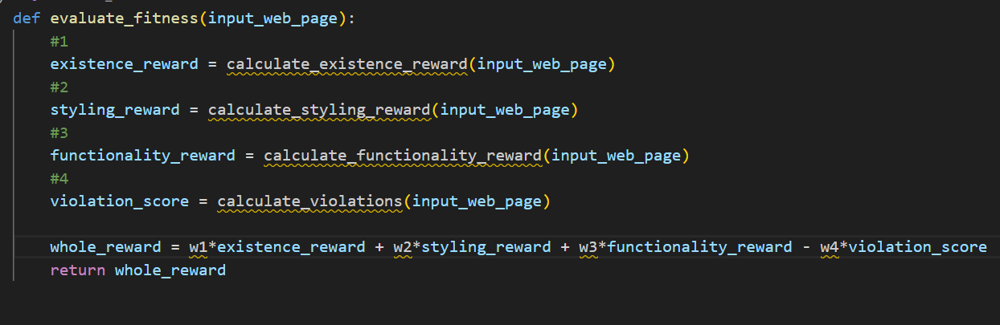 def evaluate_fitness(input_web_page):
#1
existence_reward = calculate_existence_reward(input_web_page)
#2
styling_reward = calculate_styling_reward(input_web_page)
#3
functionality_reward = calculate_functionality_reward(input_web_page)
#4
violation_score = calculate_violations(input_web_page)
whole_reward = w1*existence_reward + w2*styling_reward + w3*functionality_reward - w4*violation_score
return whole_reward